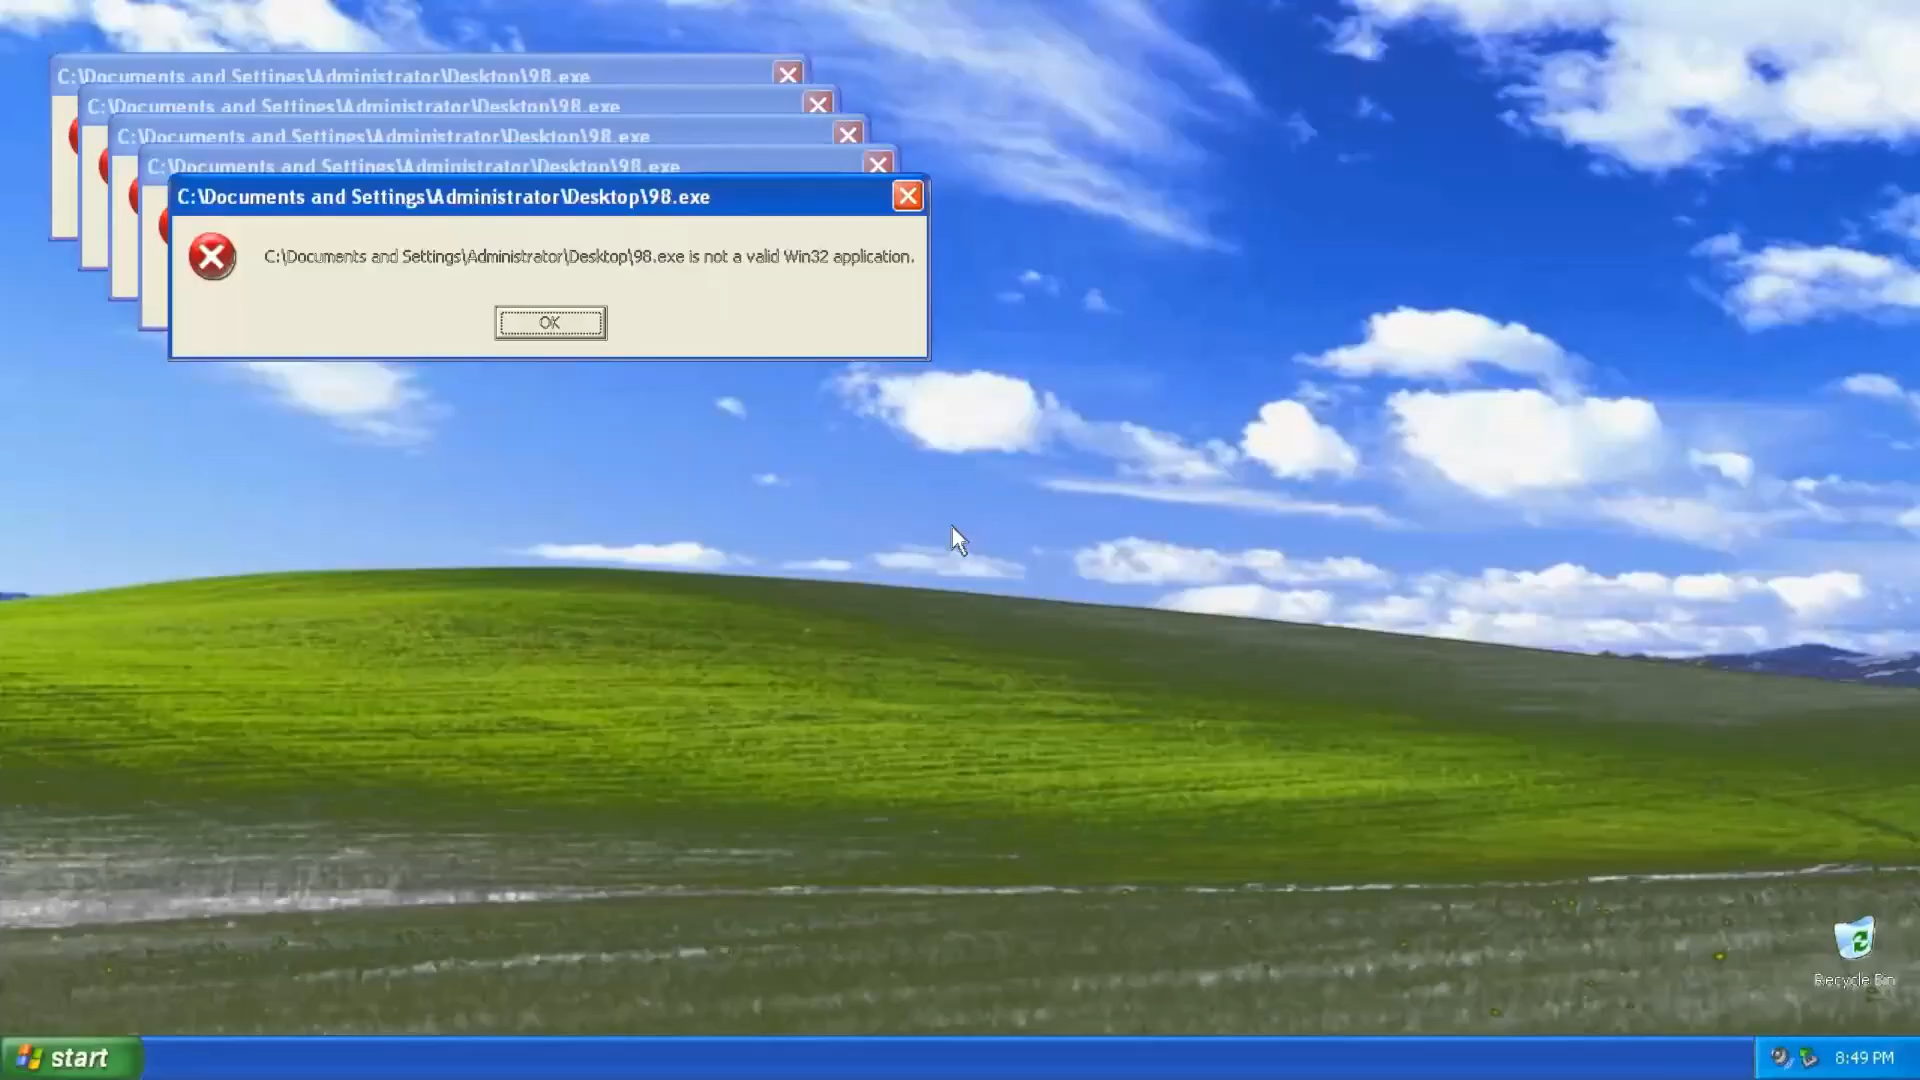 C:\Documents and Settings\Administrator\Desktop\98.exe
C:\Documents and Settings\Administrator\Desktop\98.exe
C:\Documents and Settings\Administrator\Desktop\98.exe
C:\Documents and Settings\Administrator\Desktop\98.exe
C:\Documents and Settings\Administrator\Desktop\98.exe
C:\Documents and Settings\Administrator\Desktop\98.exe is not a valid Win32 application.
OK
Recycle Bin
start
8:49 PM